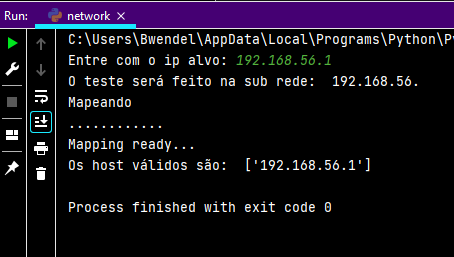 Run: network ×
C:\Users\Bwendel\AppData\Local\Programs\Python\
Entre com o ip alvo: 192.168.56.1
O teste será feito na sub rede:  192.168.56.
Mapeando
............
Mapping ready...
Os host válidos são:  ['192.168.56.1']
Process finished with exit code 0